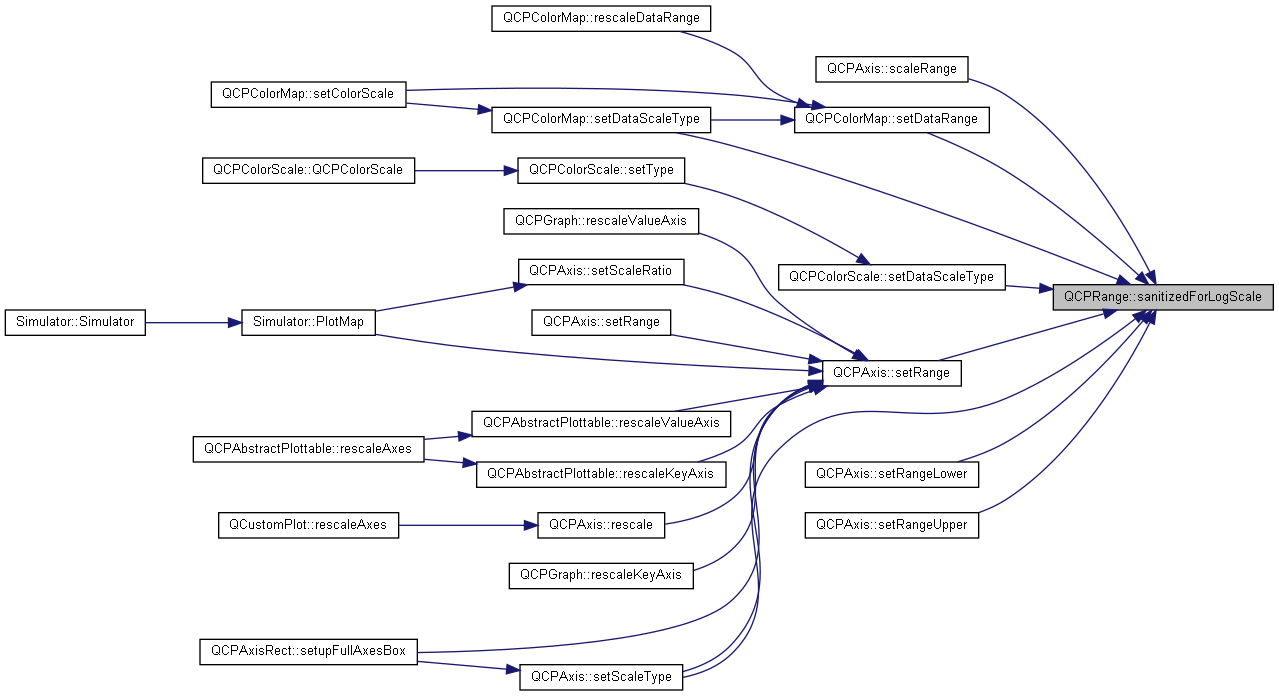 QCPColorMap::rescaleDataRange
QCPAxis::scaleRange
QCPColorMap::setColorScale
QCPColorMap::setDataScaleType
QCPColorMap::setDataRange
QCPColorScale::QCPColorScale
QCPColorScale::setType
QCPGraph::rescaleValueAxis
QCPAxis::setScaleRatio
QCPColorScale::setDataScaleType
QCPRange::sanitizedForLogScale
Simulator::Simulator
Simulator::PlotMap
QCPAxis::setRange
QCPAxis::setRange
QCPAbstractPlottable::rescaleValueAxis
QCPAbstractPlottable::rescaleAxes
QCPAbstractPlottable::rescaleKeyAxis
QCPAxis::setRangeLower
QCustomPlot::rescaleAxes
QCPAxis::rescale
QCPAxis::setRangeUpper
QCPGraph::rescaleKeyAxis
QCPAxisRect::setupFullAxesBox
QCPAxis::setScaleType